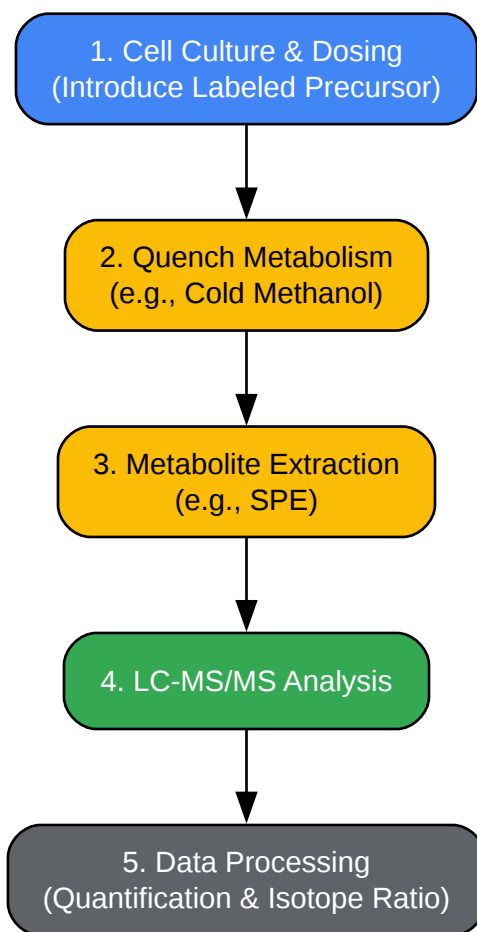 1. Cell Culture & Dosing
(Introduce Labeled Precursor)
2. Quench Metabolism
(e.g., Cold Methanol)
3. Metabolite Extraction
(e.g., SPE)
4. LC-MS/MS Analysis
5. Data Processing
(Quantification & Isotope Ratio)